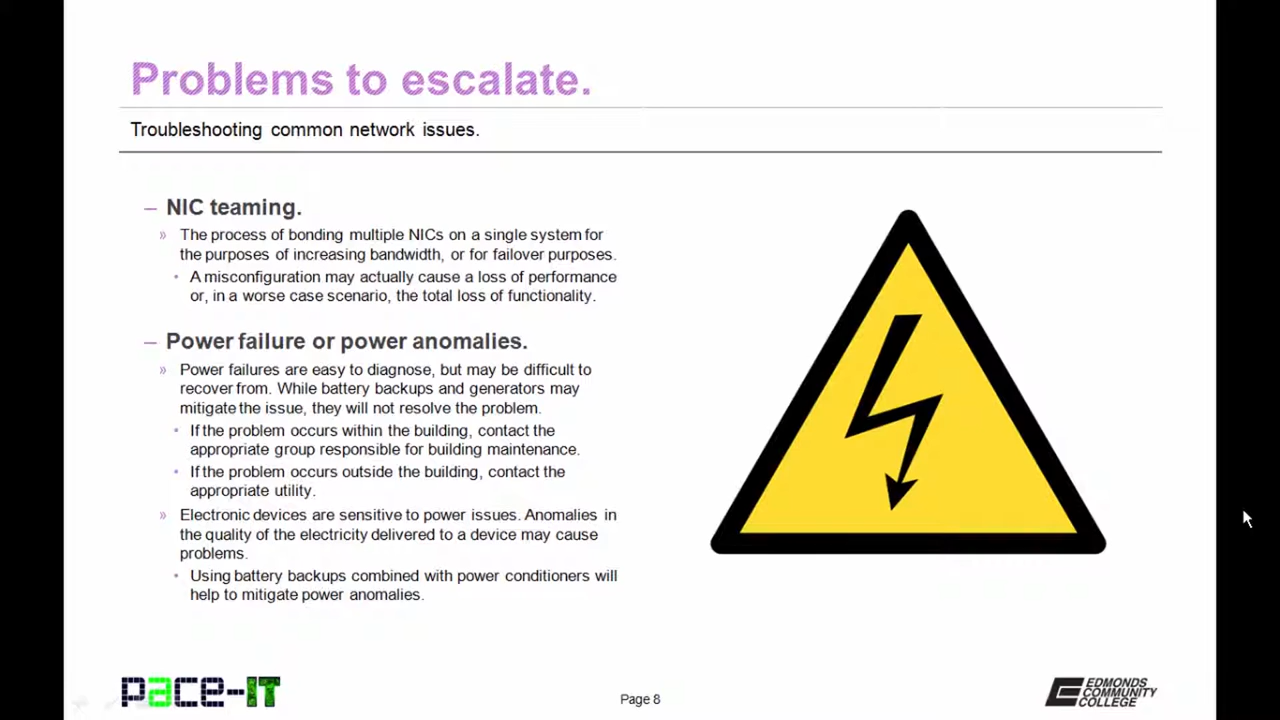 Problems to escalate.
Troubleshooting common network issues.
– NIC teaming.
» The process of bonding multiple NICs on a single system for
the purposes of increasing bandwidth, or for failover purposes.
• A misconfiguration may actually cause a loss of performance
or, in a worse case scenario, the total loss of functionality.
– Power failure or power anomalies.
» Power failures are easy to diagnose, but may be difficult to
recover from. While battery backups and generators may
mitigate the issue, they will not resolve the problem.
• If the problem occurs within the building, contact the
appropriate group responsible for building maintenance.
• If the problem occurs outside the building, contact the
appropriate utility.
» Electronic devices are sensitive to power issues. Anomalies in
the quality of the electricity delivered to a device may cause
problems.
• Using battery backups combined with power conditioners will
help to mitigate power anomalies.
pace-IT
Page 8
EDMONDS
COMMUNITY
COLLEGE